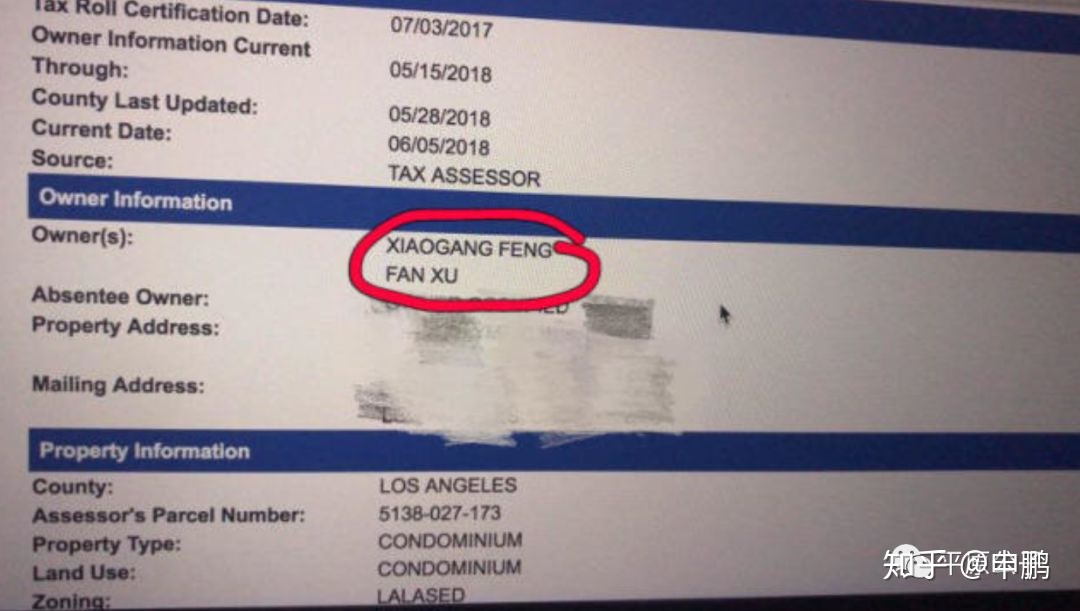 Tax Roll Certification Date: 07/03/2017
Owner Information Current Through: 05/15/2018
County Last Updated: 05/28/2018
Current Date: 06/05/2018
Source: TAX ASSESSOR
Owner Information
Owner(s): XIAOGANG FENG
FAN XU
Absentee Owner:
Property Address:
Mailing Address:
Property Information
County: LOS ANGELES
Assessor's Parcel Number: 5138-027-173
Property Type: CONDOMINIUM
Land Use: CONDOMINIUM
Zoning: LALASED
知乎 @申鹏